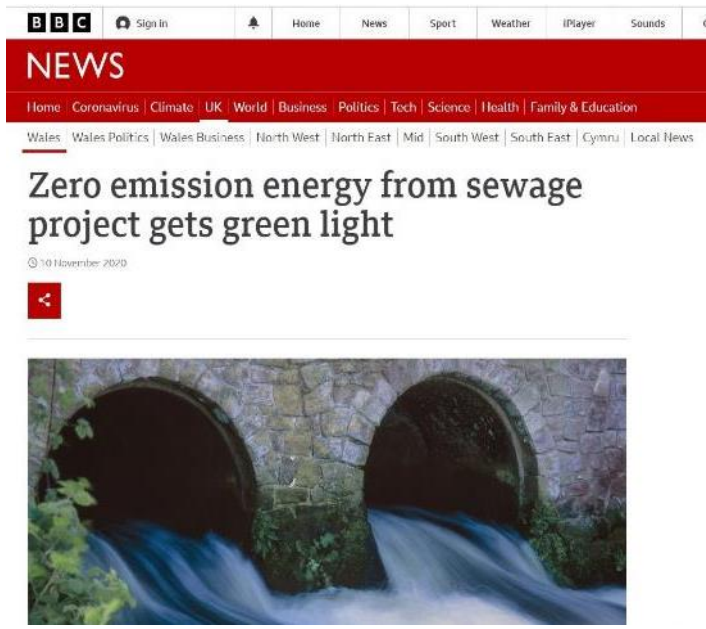 BBC Sign in Home News Sport Weather iPlayer Sounds
NEWS
Home Coronavirus Climate UK World Business Politics Tech Science Health Family & Education
Wales Wales Politics Wales Business North West North East Mid South West South East Cymru Local News
Zero emission energy from sewage
project gets green light
10 November 2020